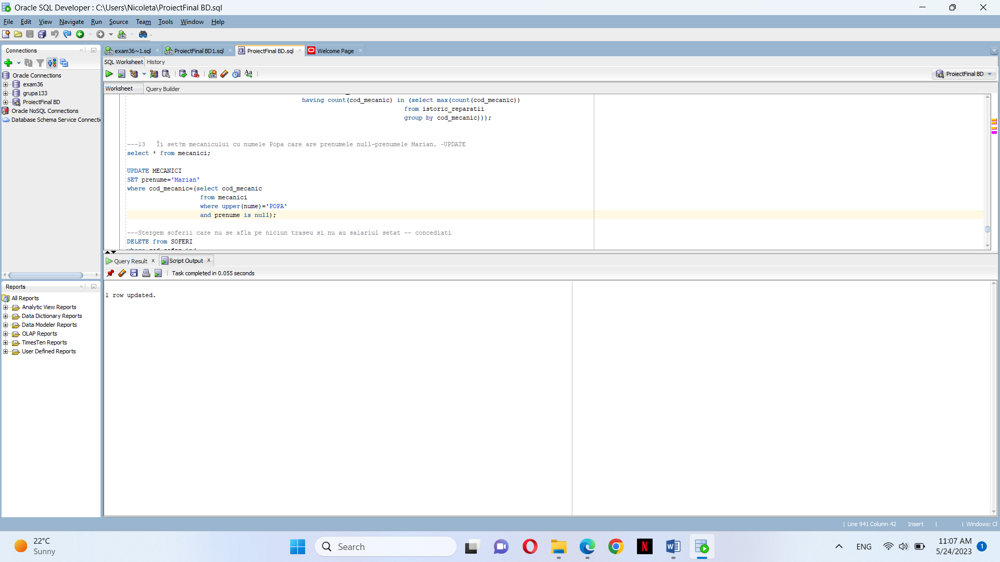 Oracle SQL Developer : C:\Users\Nicoleta\ProiectFinal BD.sql
File Edit View Navigate Run Source Team Tools Window Help
Connections
Oracle Connections
exam36
grupa133
ProiectFinal BD
Oracle NoSQL Connections
Database Schema Service Connecti
exam36~1.sql ProiectFinal BD1.sql ProiectFinal BD.sql Welcome Page
SQL Worksheet History
ProiectFinal BD
Worksheet Query Builder
having count(cod_mecanic) in (select max(count(cod_mecanic))
from istoric_reparatii
group by cod_mecanic)));
---13 Îi set?m mecanicului cu numele Popa care are prenumele null-prenumele Marian. -UPDATE
select * from mecanici;
UPDATE MECANICI
SET prenume='Marian'
where cod_mecanic=(select cod_mecanic
from mecanici
where upper(nume)='POPA'
and prenume is null);
---Stergem soferii care nu se afla pe niciun traseu si nu au salariul setat -- concediati
DELETE from SOFERI
Query Result Script Output
Task completed in 0.055 seconds
1 row updated.
Reports
All Reports
Analytic View Reports
Data Dictionary Reports
Data Modeler Reports
OLAP Reports
TimesTen Reports
User Defined Reports
Line 941 Column 42 Insert Windows: CF
22°C
Sunny
Search
ENG
11:07 AM
5/24/2023
1